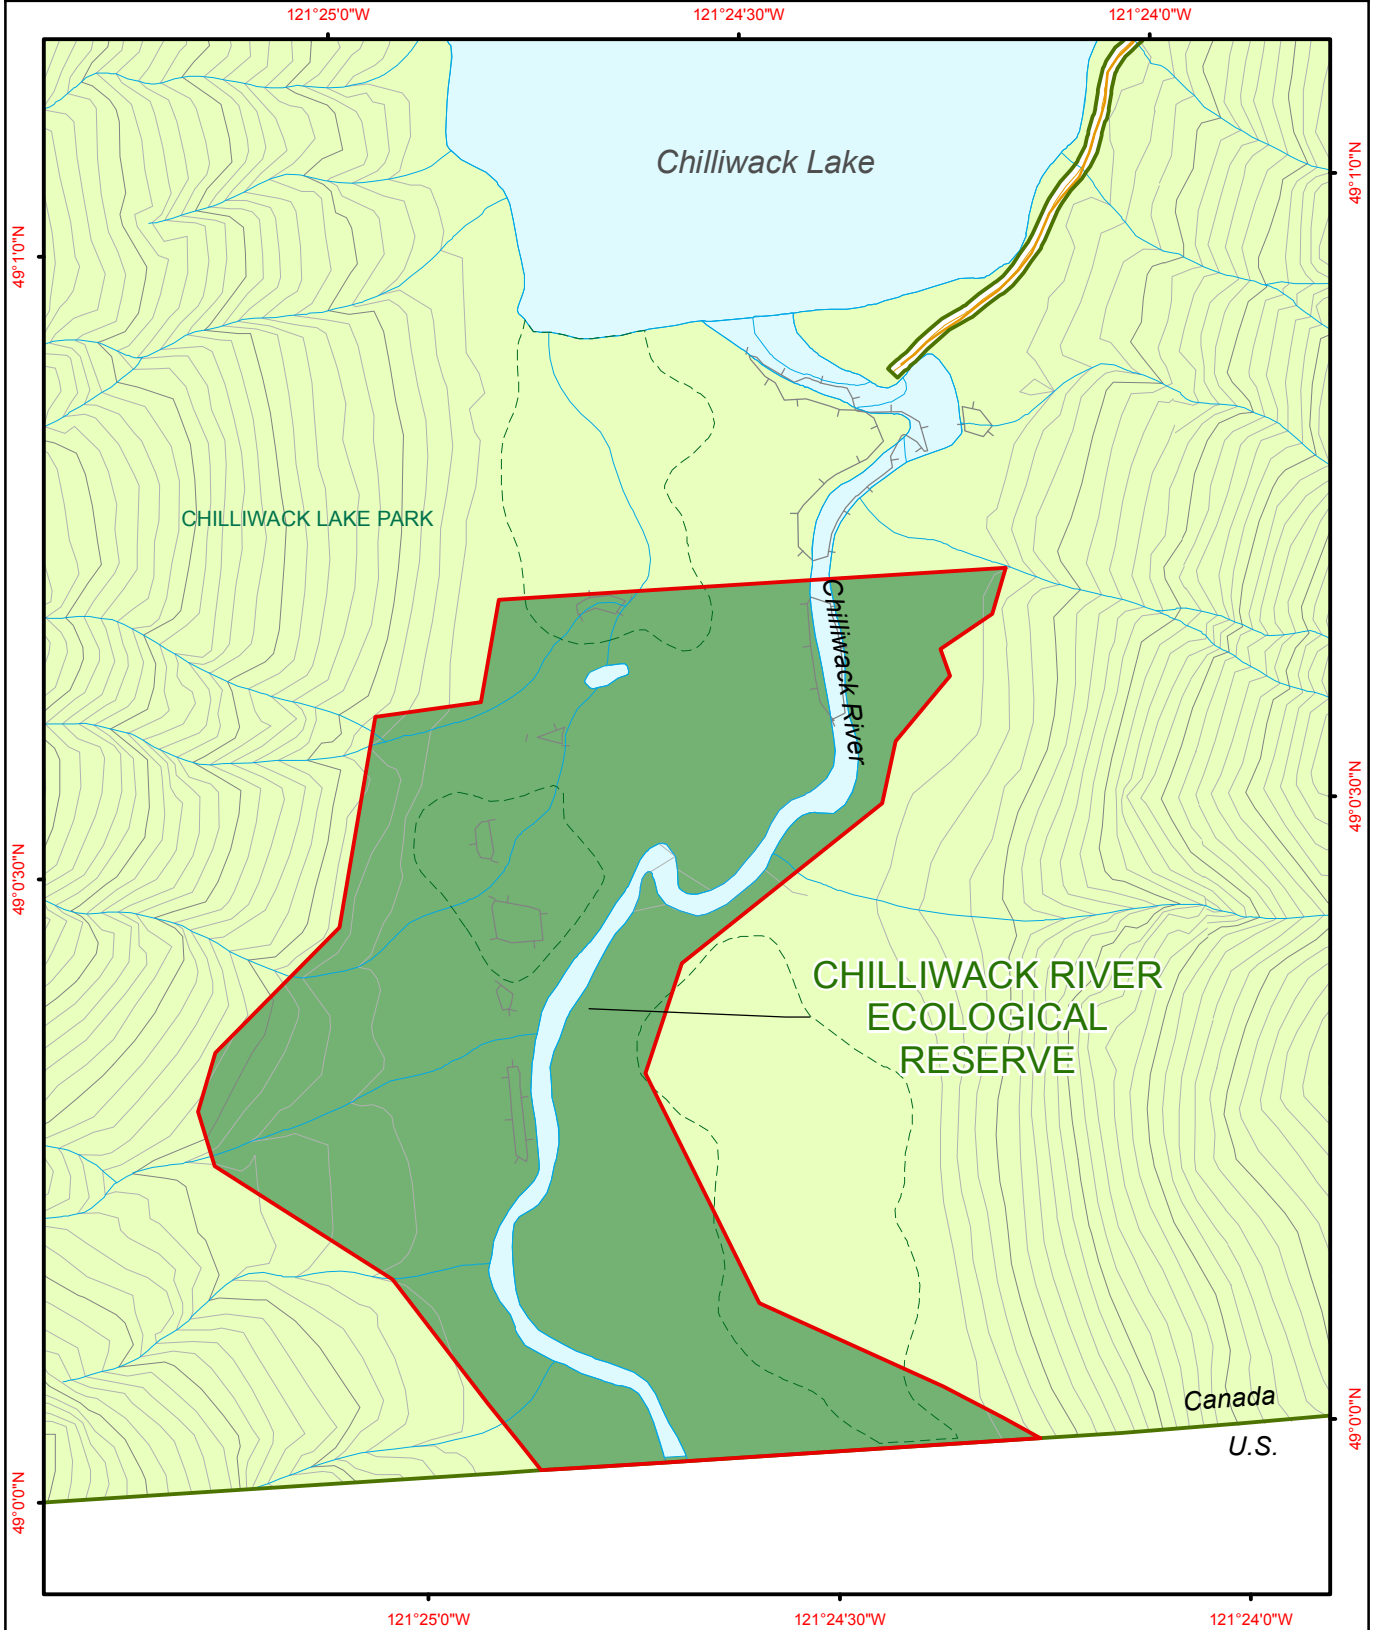 121°25'0"W
121°24'30"W
121°24'0"W
Chilliwack Lake
49°1'0"N
49°1'0"N
CHILLIWACK LAKE PARK
Chilliwack River
49°0'30"N
49°0'30"N
CHILLIWACK RIVER
ECOLOGICAL
RESERVE
Canada
U.S.
49°0'0"N
49°0'0"N
121°25'0"W
121°24'30"W
121°24'0"W